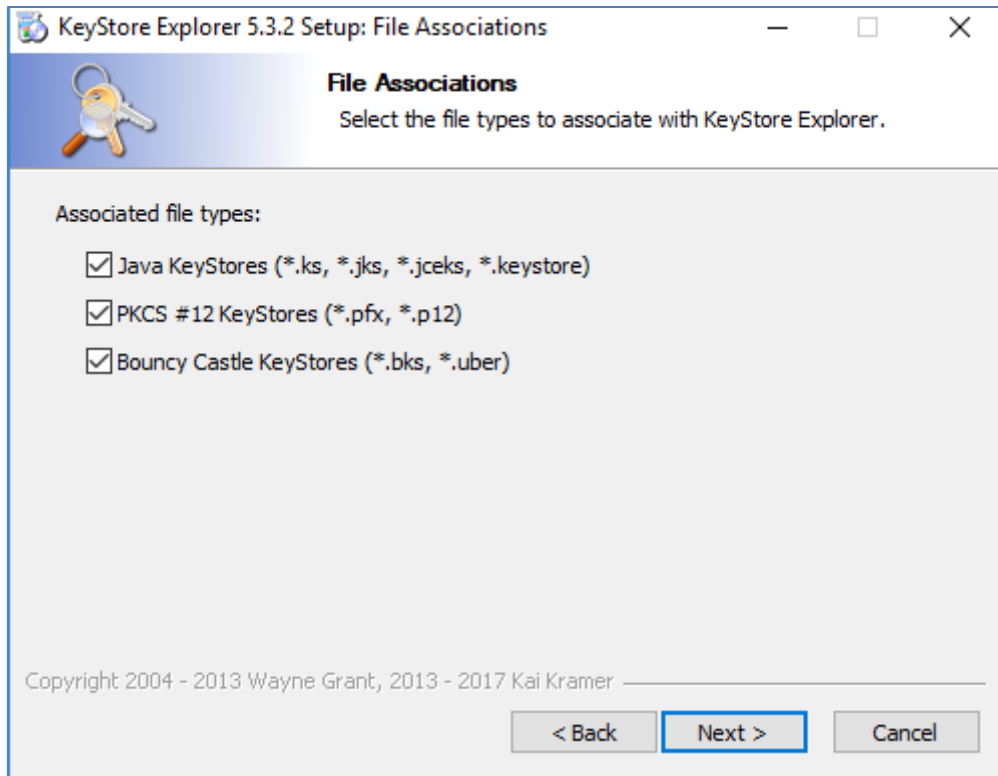 KeyStore Explorer 5.3.2 Setup: File Associations
File Associations
Select the file types to associate with KeyStore Explorer.
Associated file types:
Java KeyStores (*.ks, *.jks, *.jceks, *.keystore)
PKCS #12 KeyStores (*.pfx, *.p12)
Bouncy Castle KeyStores (*.bks, *.uber)
Copyright 2004 - 2013 Wayne Grant, 2013 - 2017 Kai Kramer
< Back Next > Cancel